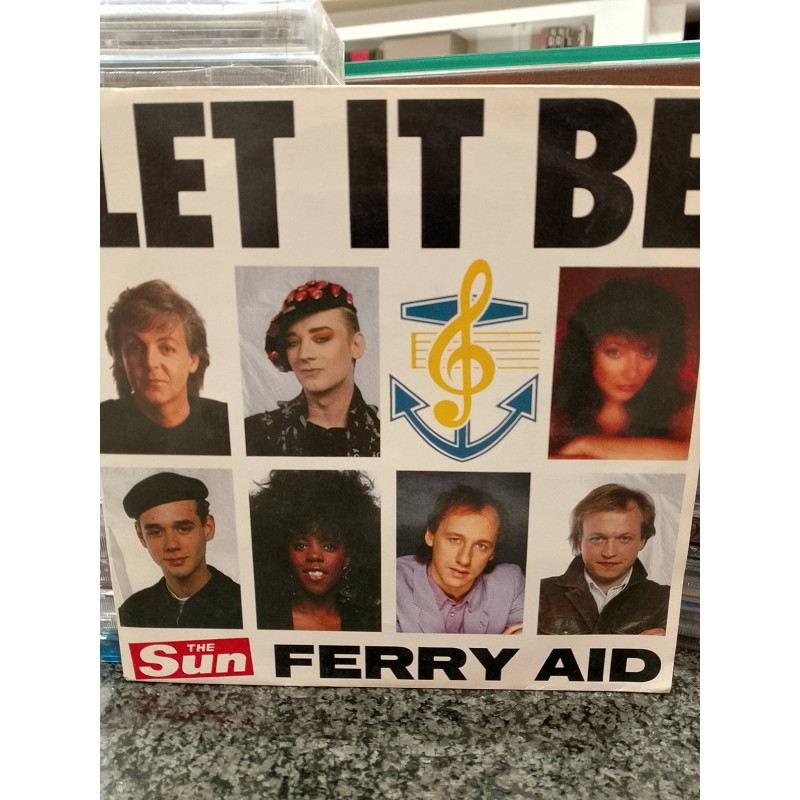 LET IT BE
THE
Sun
FERRY AID